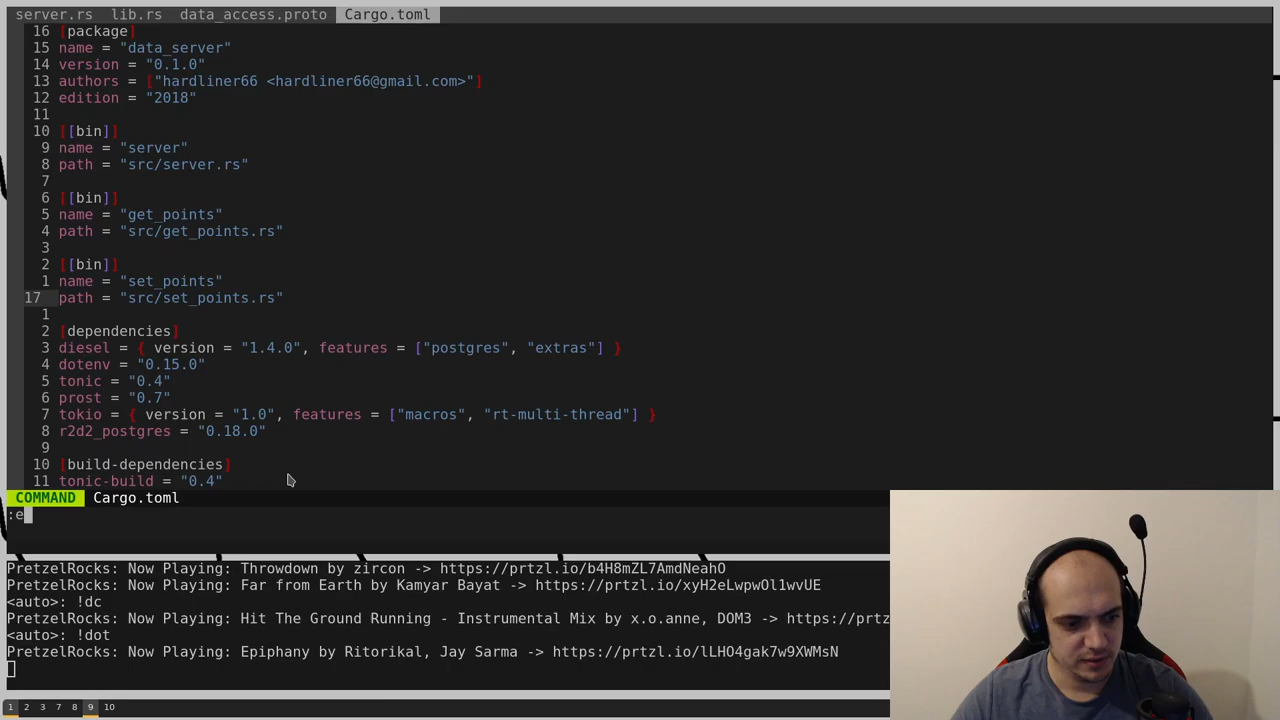 server.rs lib.rs data_access.proto Cargo.toml
16 [package]
15 name = "data_server"
14 version = "0.1.0"
13 authors = ["hardliner66 <hardliner66@gmail.com>"]
12 edition = "2018"
11
10 [[bin]]
9 name = "server"
8 path = "src/server.rs"
7
6 [[bin]]
5 name = "get_points"
4 path = "src/get_points.rs"
3
2 [[bin]]
1 name = "set_points"
17 path = "src/set_points.rs"
1
2 [dependencies]
3 diesel = { version = "1.4.0", features = ["postgres", "extras"] }
4 dotenv = "0.15.0"
5 tonic = "0.4"
6 prost = "0.7"
7 tokio = { version = "1.0", features = ["macros", "rt-multi-thread"] }
8 r2d2_postgres = "0.18.0"
9
10 [build-dependencies]
11 tonic-build = "0.4"
COMMAND Cargo.toml
:e
PretzelRocks: Now Playing: Throwdown by zircon -> https://prtzl.io/b4H8mZL7AmdNeahO
PretzelRocks: Now Playing: Far from Earth by Kamyar Bayat -> https://prtzl.io/xyH2eLwpwOl1wvUE
<auto>: !dc
PretzelRocks: Now Playing: Hit The Ground Running - Instrumental Mix by x.o.anne, DOM3 -> https://prtz
<auto>: !dot
PretzelRocks: Now Playing: Epiphany by Ritorikal, Jay Sarma -> https://prtzl.io/lLHO4gak7w9XWMsN
1 2 3 7 8 9 10